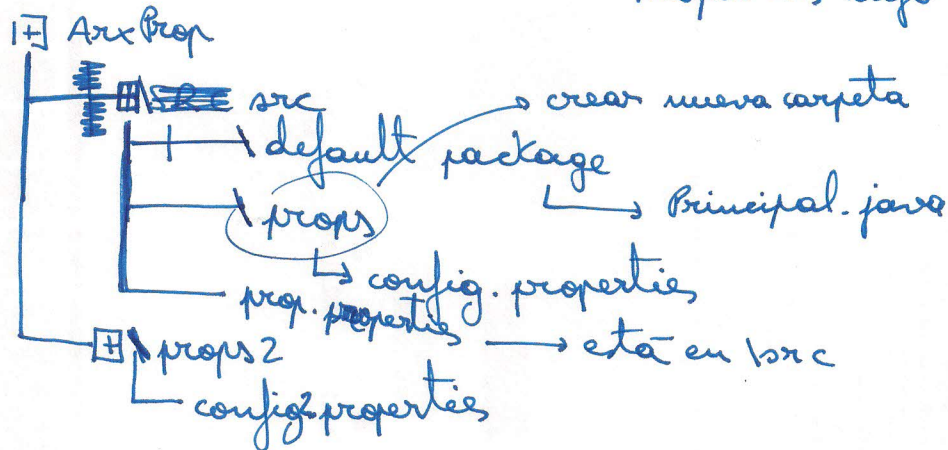 [+] ArxProp
\ src → crear nueva carpeta
\ default package
→ Principal.java
\ props
→ config.properties
prop.properties → está en \src
[+] \ props2
config2.properties